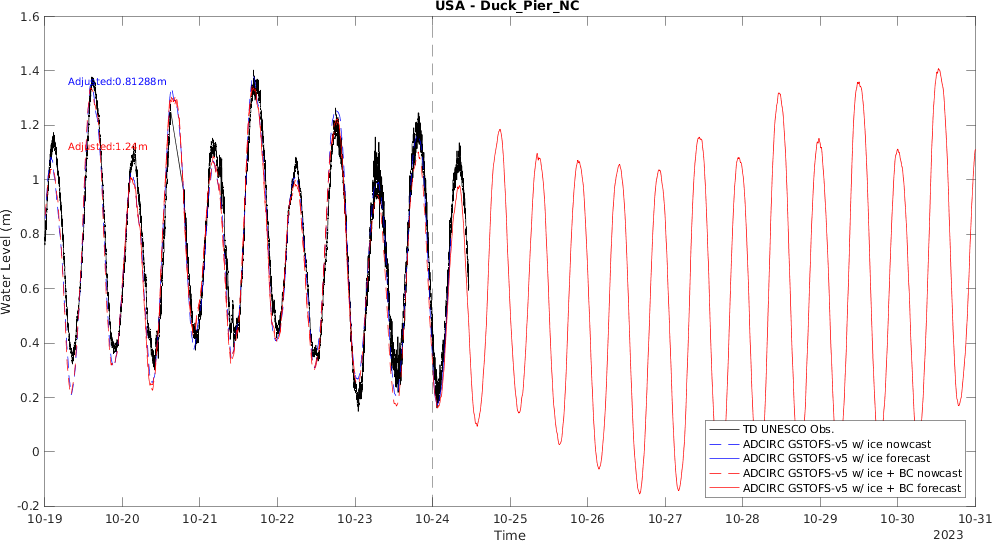 USA - Duck_Pier_NC
1.6
1.4
1.2
1
0.8
0.6
0.4
0.2
0
-0.2
Water Level (m)
Adjusted:0.81288m
Adjusted:1.24m
TD UNESCO Obs.
ADCIRC GSTOFS-v5 w/ ice nowcast
ADCIRC GSTOFS-v5 w/ ice forecast
ADCIRC GSTOFS-v5 w/ ice + BC nowcast
ADCIRC GSTOFS-v5 w/ ice + BC forecast
10-19 10-20 10-21 10-22 10-23 10-24 10-25 10-26 10-27 10-28 10-29 10-30 10-31
Time
2023